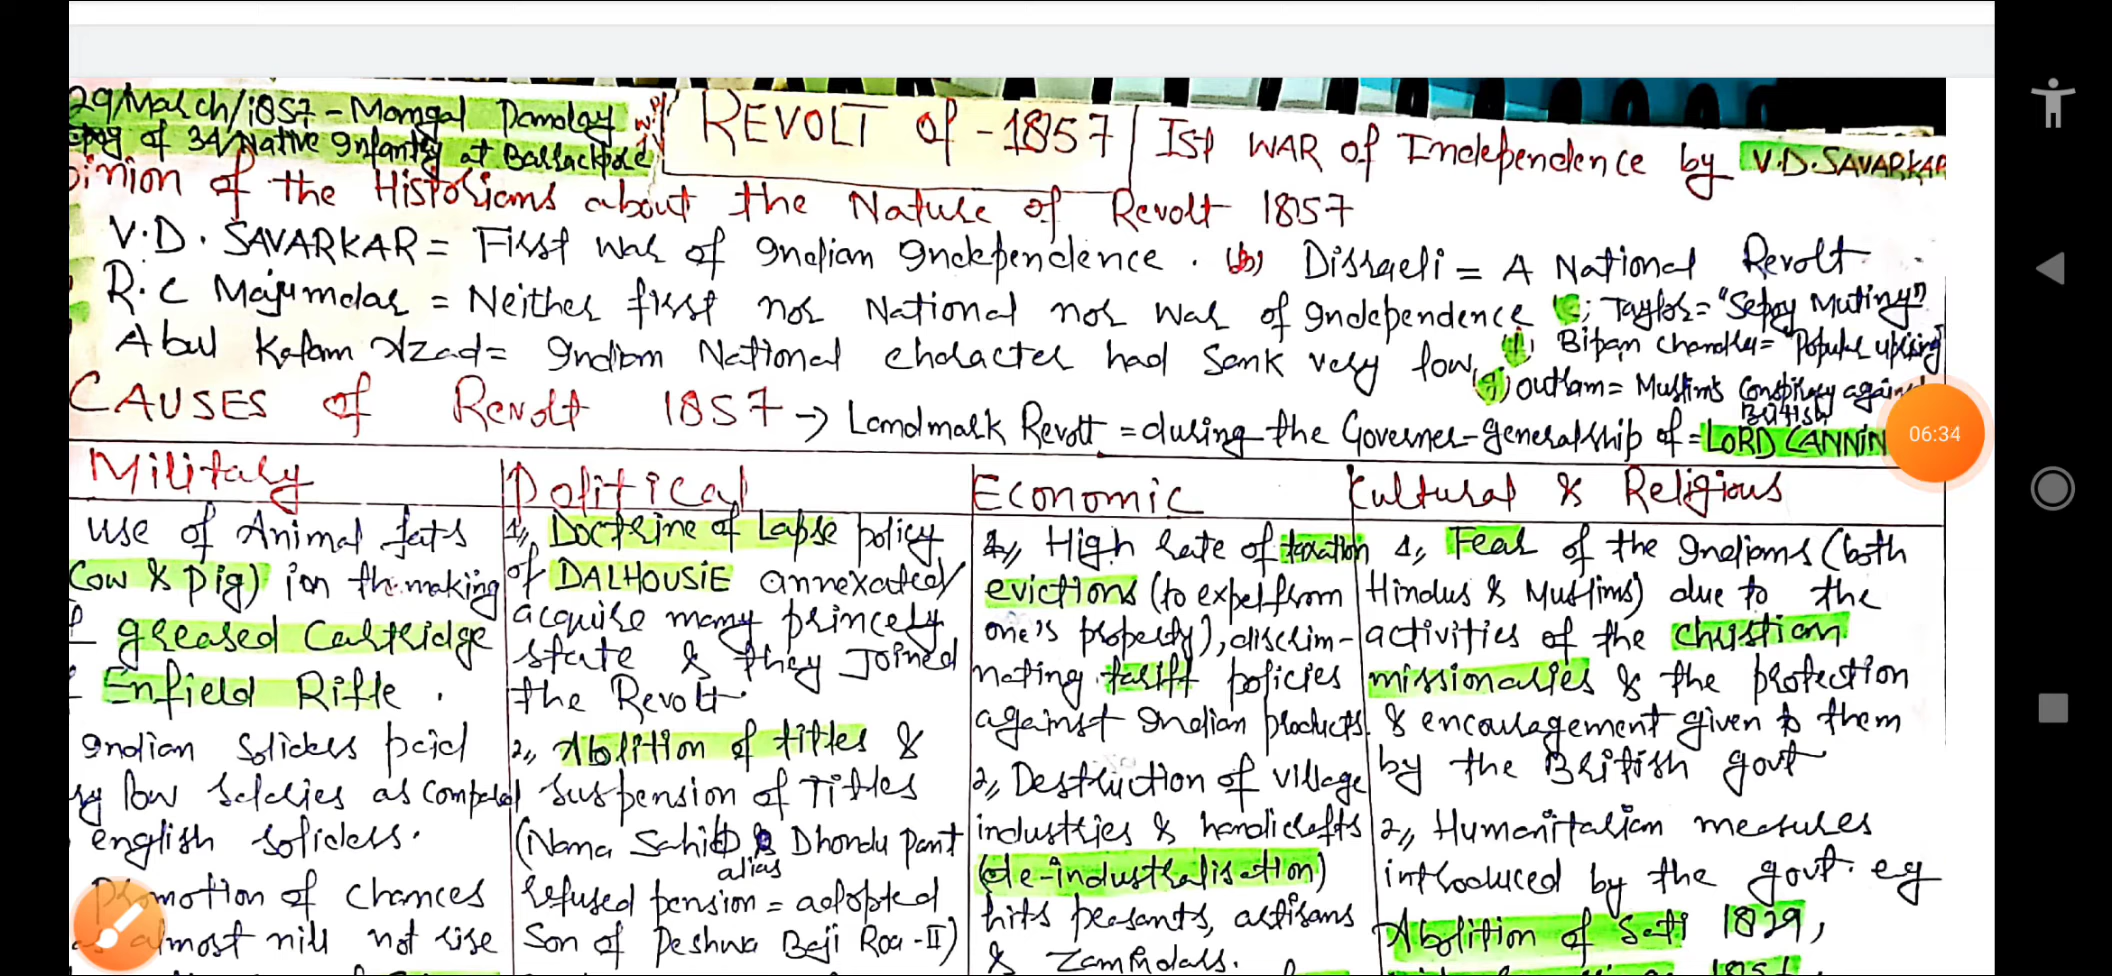 29/March/1857 - Mangal Panday
of 34 Native Infantry at Barrackpore
REVOLT of - 1857
Ist WAR of Independence by V.D. SAVARKAR
of the Historians about the Nature of Revolt 1857
V.D. SAVARKAR = First War of Indian Independence. (b) Disraeli = A National Revolt
R.C Majumdar = Neither first nor National nor War of Independence (c) Taylor = "Sepoy Mutiny"
Abul Kalam Azad = Indian National character had Sank very low, (f) Bipan Chandra = "Popular uprising"
(g) outram = Muslims Conspiracy against British
CAUSES of Revolt 1857 → Landmark Revolt = during the Governer-generalship of = LORD CANNIN
06:34
Military
use of Animal fats
Cow & pig) in the making
greased Cartridge
Enfield Rifle.
Indian Soliders paid
low saleries as compared
english soliders.
Promotion of chances
almost nill not rise
Political
1, Doctrine of Lapse policy
of DALHOUSIE annexated/
acquire many princely
state & they Joined
the Revolt.
2, Abolition of titles &
suspension of Titles
(Nana Sahib Dhondu pant
alias
refused pension = adopted
Son of Peshwa Baji Rao-II)
Economic
1, High rate of taxation
evictions (to expel from
one's property), discrim-
nating tariff policies
against Indian products.
2, Destruction of village
industries & handicrafts
(de-industralisation)
hits peasants, artisans
& Zamindars.
Cultural & Religious
1, Fear of the Indians (both
Hindus & Muslims) due to the
activities of the christian
missionaries & the protection
& encouragement given to them
by the British govt
2, Humanitarian measures
introduced by the govt. eg
Abolition of Sati 1829,